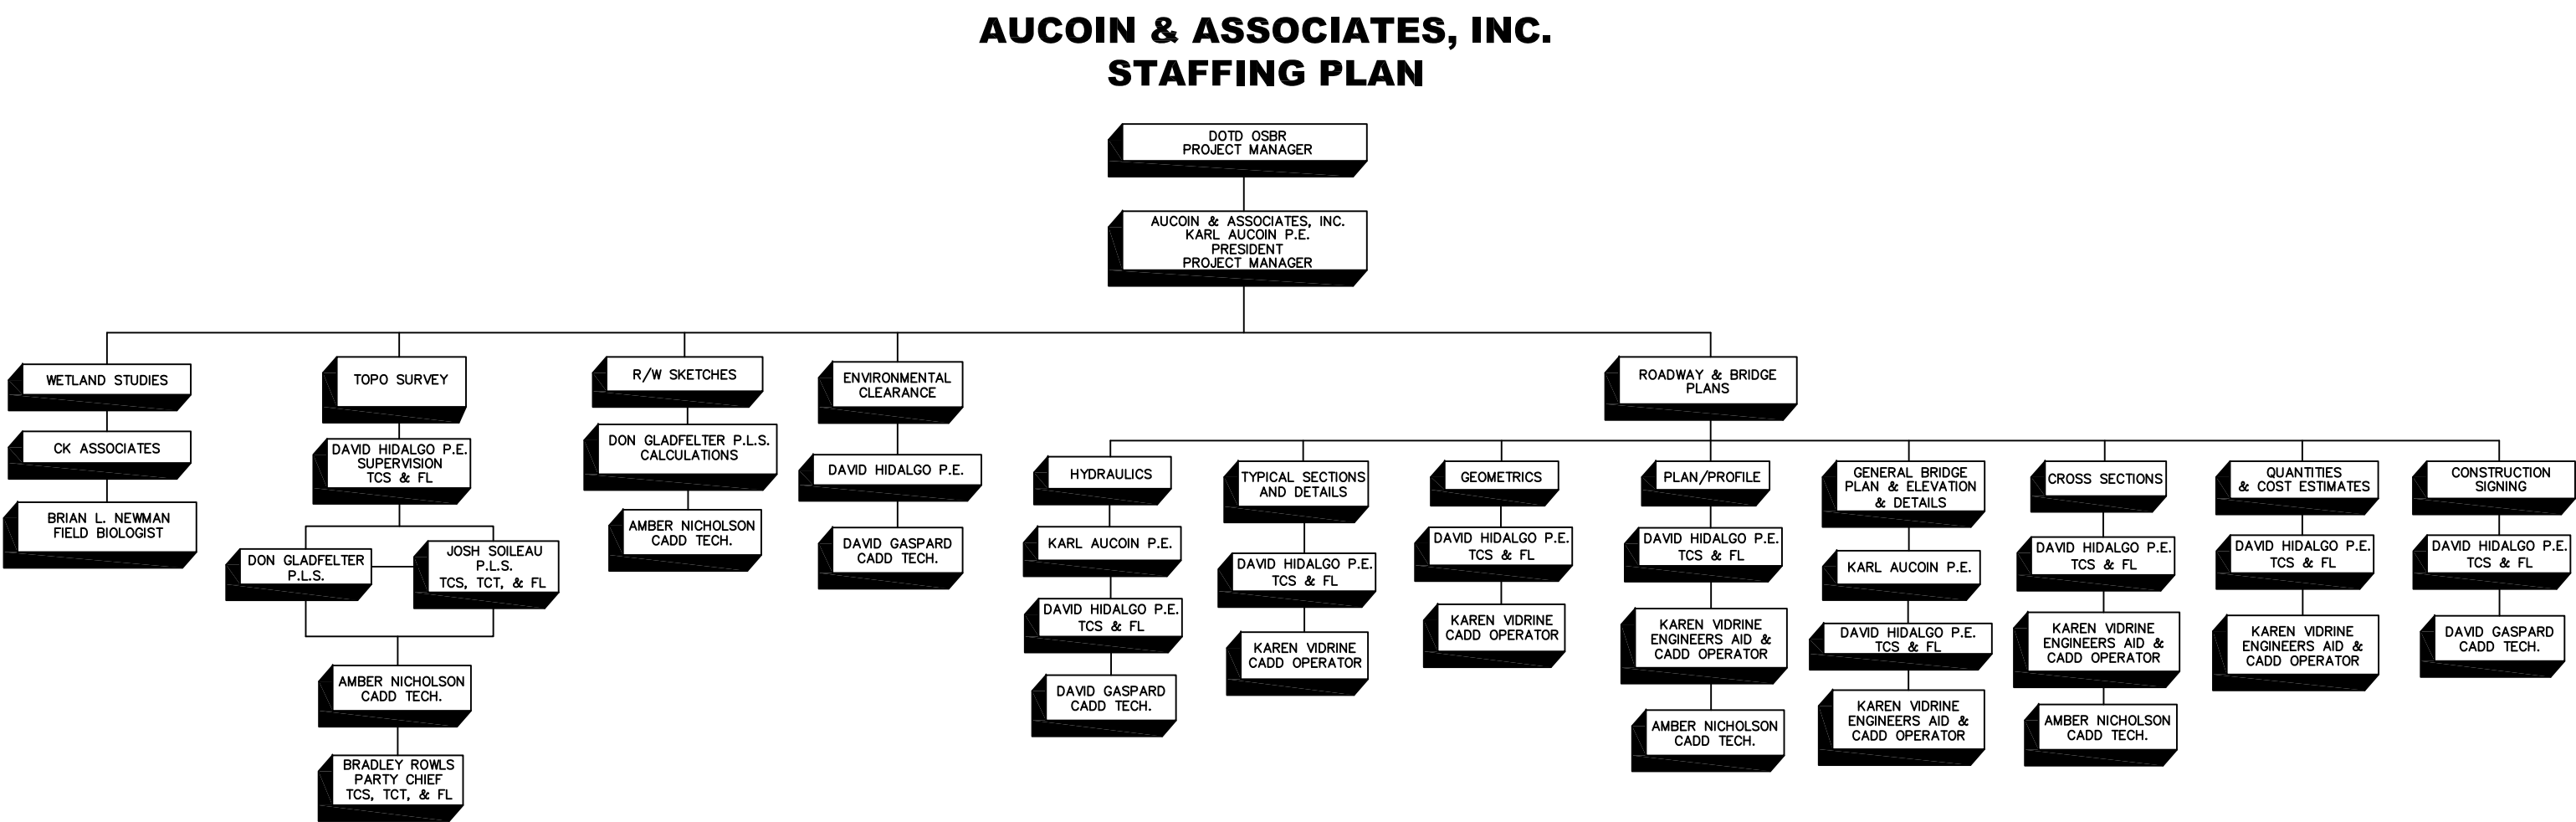 AUCOIN & ASSOCIATES, INC.
STAFFING PLAN
DOTD OSBR
PROJECT MANAGER
AUCOIN & ASSOCIATES, INC.
KARL AUCOIN P.E.
PRESIDENT
PROJECT MANAGER
WETLAND STUDIES
CK ASSOCIATES
BRIAN L. NEWMAN
FIELD BIOLOGIST
TOPO SURVEY
DAVID HIDALGO P.E.
SUPERVISION
TCS & FL
DON GLADFELTER
P.L.S.
JOSH SOILEAU
P.L.S.
TCS, TCT, & FL
AMBER NICHOLSON
CADD TECH.
BRADLEY ROWLS
PARTY CHIEF
TCS, TCT, & FL
R/W SKETCHES
DON GLADFELTER P.L.S.
CALCULATIONS
AMBER NICHOLSON
CADD TECH.
ENVIRONMENTAL
CLEARANCE
DAVID HIDALGO P.E.
DAVID GASPARD
CADD TECH.
ROADWAY & BRIDGE
PLANS
HYDRAULICS
KARL AUCOIN P.E.
DAVID HIDALGO P.E.
TCS & FL
DAVID GASPARD
CADD TECH.
TYPICAL SECTIONS
AND DETAILS
DAVID HIDALGO P.E.
TCS & FL
KAREN VIDRINE
CADD OPERATOR
GEOMETRICS
DAVID HIDALGO P.E.
TCS & FL
KAREN VIDRINE
CADD OPERATOR
PLAN/PROFILE
DAVID HIDALGO P.E.
TCS & FL
KAREN VIDRINE
ENGINEERS AID &
CADD OPERATOR
AMBER NICHOLSON
CADD TECH.
GENERAL BRIDGE
PLAN & ELEVATION
& DETAILS
KARL AUCOIN P.E.
DAVID HIDALGO P.E.
TCS & FL
KAREN VIDRINE
ENGINEERS AID &
CADD OPERATOR
CROSS SECTIONS
DAVID HIDALGO P.E.
TCS & FL
KAREN VIDRINE
ENGINEERS AID &
CADD OPERATOR
AMBER NICHOLSON
CADD TECH.
QUANTITIES
& COST ESTIMATES
DAVID HIDALGO P.E.
TCS & FL
KAREN VIDRINE
ENGINEERS AID &
CADD OPERATOR
CONSTRUCTION
SIGNING
DAVID HIDALGO P.E.
TCS & FL
DAVID GASPARD
CADD TECH.